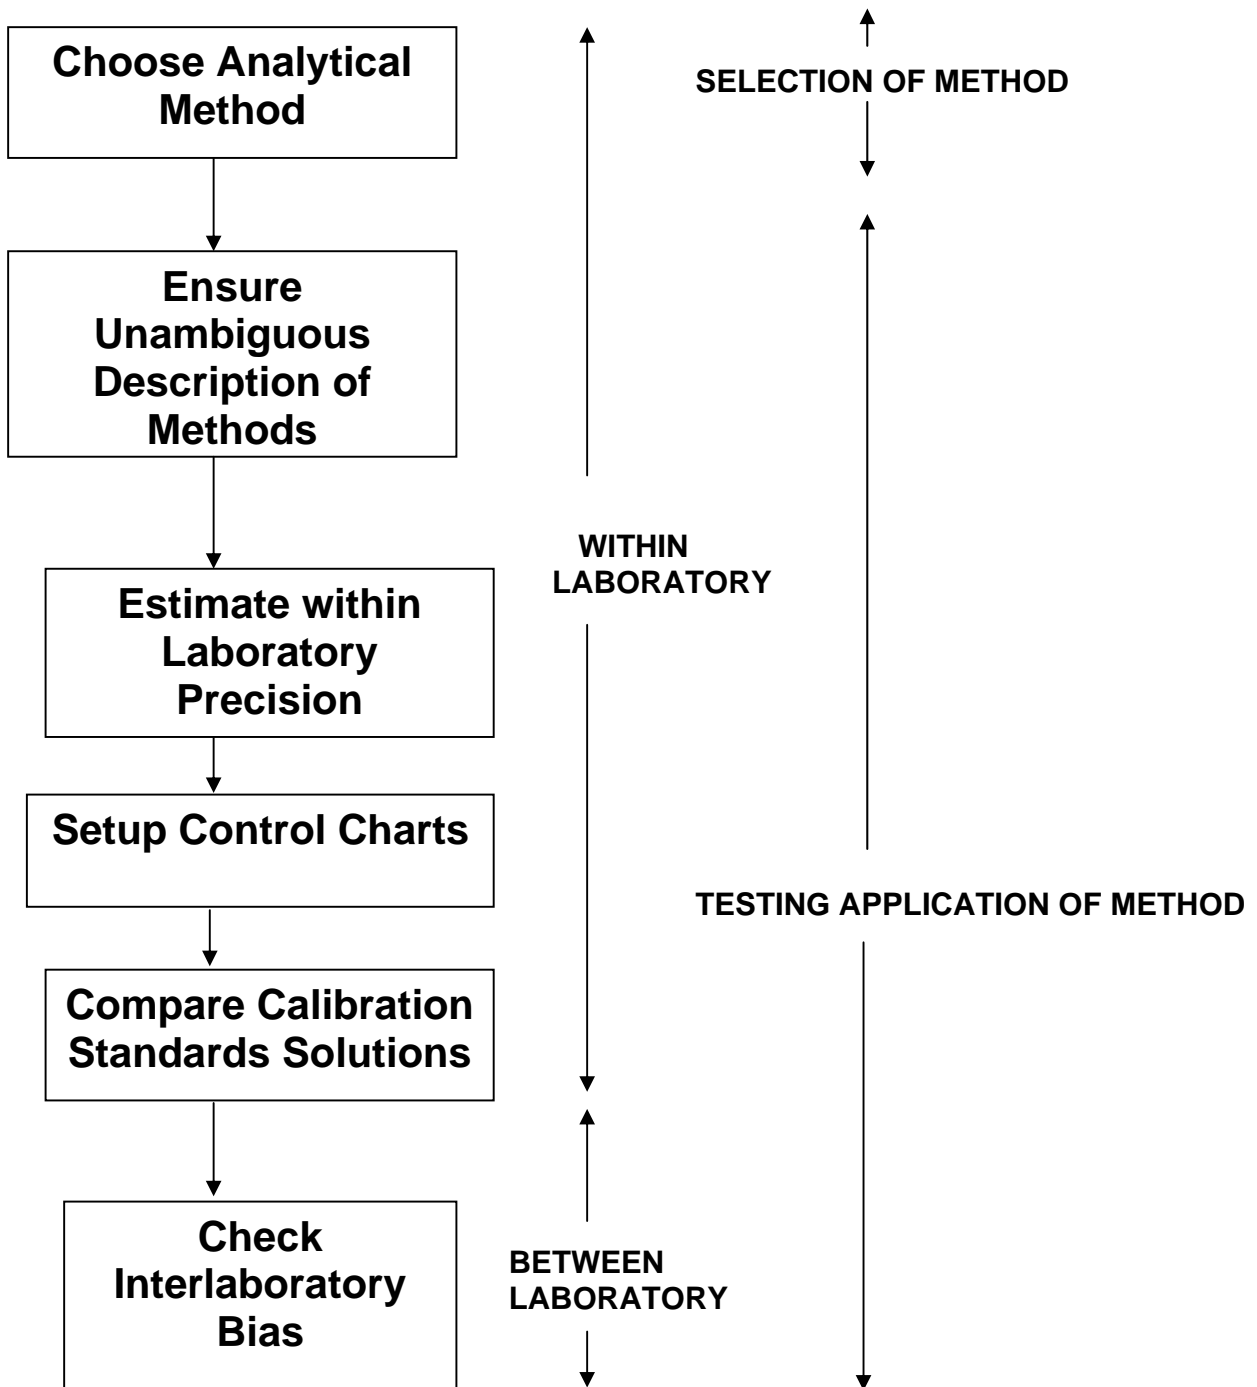 Choose Analytical
Method
SELECTION OF METHOD
Ensure
Unambiguous
Description of
Methods
WITHIN
LABORATORY
Estimate within
Laboratory
Precision
Setup Control Charts
TESTING APPLICATION OF METHOD
Compare Calibration
Standards Solutions
Check
Interlaboratory
Bias
BETWEEN
LABORATORY